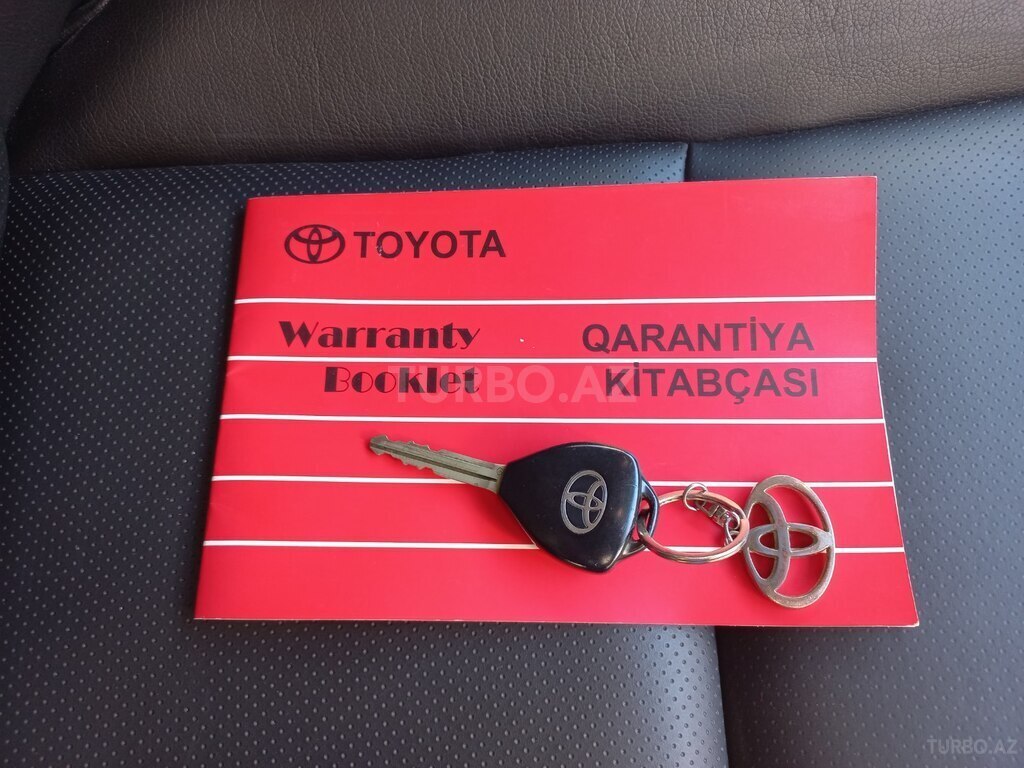 TOYOTA
Warranty
Booklet
QARANTİYA
KİTABÇASI
TURBO.AZ
TURBO.AZ